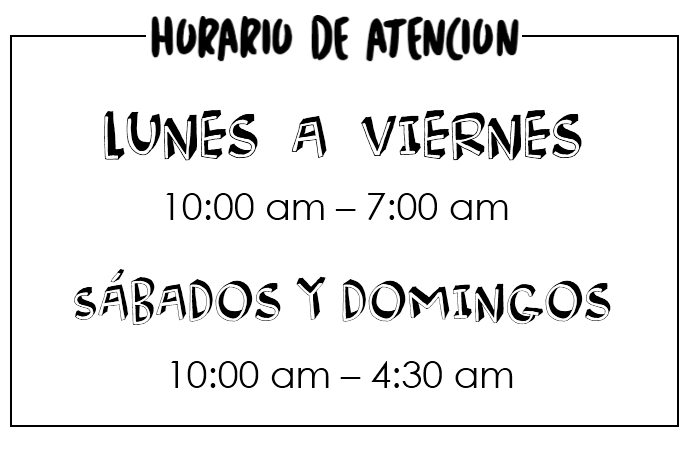 HORARIO DE ATENCION
LUNES A VIERNES
10:00 am – 7:00 am
SÁBADOS Y DOMINGOS
10:00 am – 4:30 am